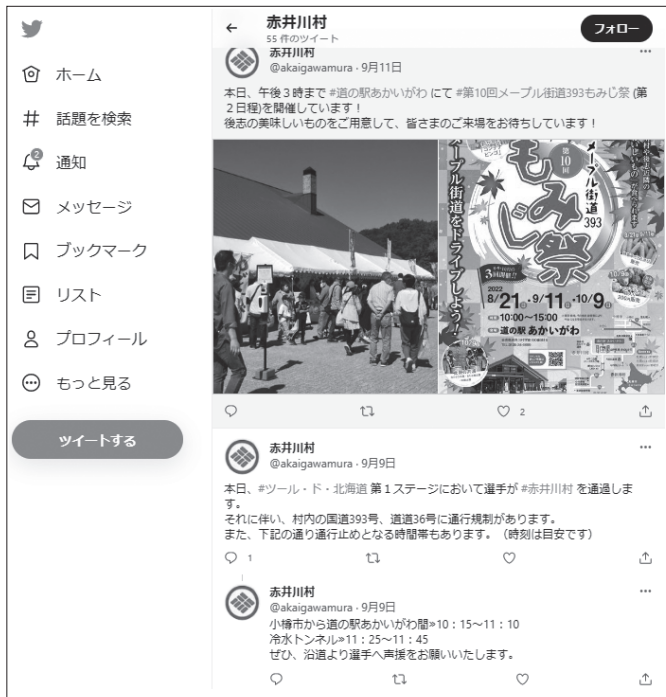 赤井川村
55 件のツイート
フォロー
ホーム
話題を検索
2
通知
メッセージ
ブックマーク
リスト
プロフィール
もっと見る
ツイートする
赤井川村
@akaigawamura · 9月11日
本日、午後３時まで #道の駅あかいがわ にて #第10回メープル街道393もみじ祭 (第
２日程)を開催しています！
後志の美味しいものをご用意して、皆さまのご来場をお待ちしています！
メープル街道をドライブしよう！
第10回
メープル街道393
もみじ祭
3回開催!!
2022
8/21日・9/11日・10/9日
10:00～15:00
道の駅 あかいがわ
2
赤井川村
@akaigawamura · 9月9日
本日、#ツール・ド・北海道 第１ステージにおいて選手が #赤井川村 を通過しま
す。
それに伴い、村内の国道393号、道道36号に通行規制があります。
また、下記の通り通行止めとなる時間帯もあります。（時刻は目安です）
1
赤井川村
@akaigawamura · 9月9日
小樽市から道の駅あかいがわ間»10：15～11：10
冷水トンネル»11：25～11：45
ぜひ、沿道より選手へ声援をお願いいたします。